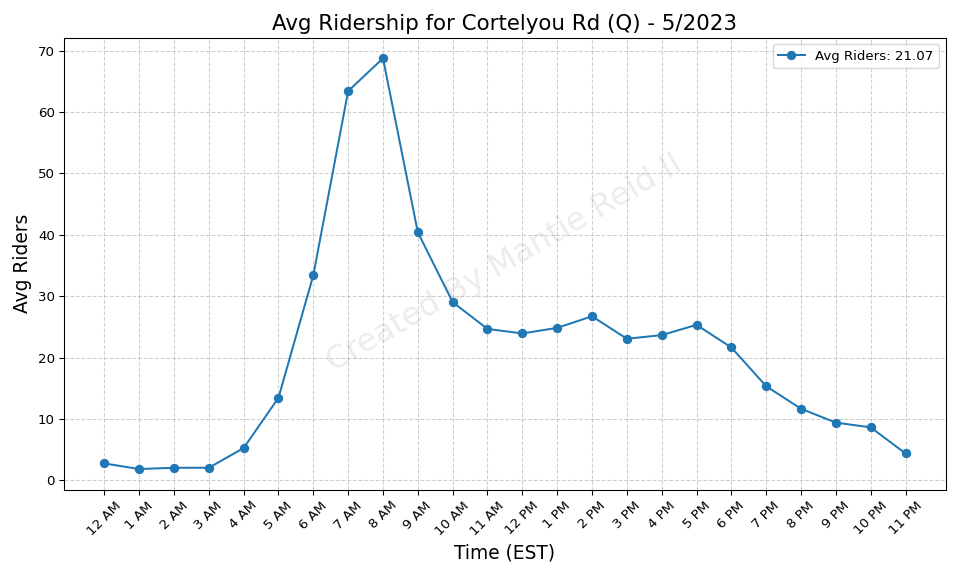 Avg Ridership for Cortelyou Rd (Q) - 5/2023
Avg Riders: 21.07
70
60
50
40
30
20
10
0
Avg Riders
Created By Mantie Reid II
12 AM
1 AM
2 AM
3 AM
4 AM
5 AM
6 AM
7 AM
8 AM
9 AM
10 AM
11 AM
12 PM
1 PM
2 PM
3 PM
4 PM
5 PM
6 PM
7 PM
8 PM
9 PM
10 PM
11 PM
Time (EST)